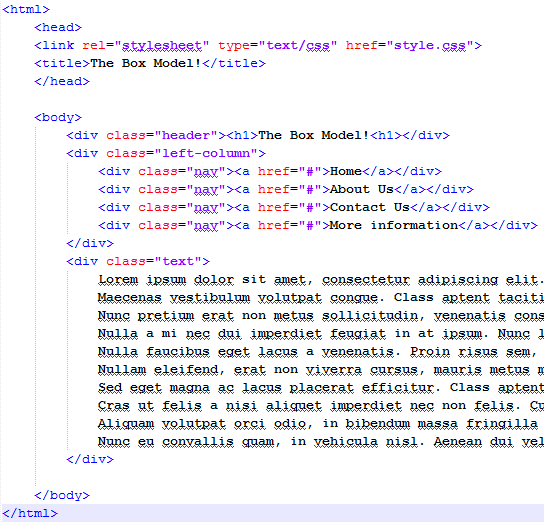 <html>
<head>
<link rel="stylesheet" type="text/css" href="style.css">
<title>The Box Model!</title>
</head>
<body>
<div class="header"><h1>The Box Model!<h1></div>
<div class="left-column">
<div class="nav"><a href="#">Home</a></div>
<div class="nav"><a href="#">About Us</a></div>
<div class="nav"><a href="#">Contact Us</a></div>
<div class="nav"><a href="#">More information</a></div>
</div>
<div class="text">
Lorem ipsum dolor sit amet, consectetur adipiscing elit.
Maecenas vestibulum volutpat congue. Class aptent taciti
Nunc pretium erat non metus sollicitudin, venenatis cons
Nulla a mi nec dui imperdiet feugiat in at ipsum. Nunc l
Nulla faucibus eget lacus a venenatis. Proin risus sem,
Nullam eleifend, erat non viverra cursus, mauris metus m
Sed eget magna ac lacus placerat efficitur. Class aptent
Cras ut felis a nisi aliquet imperdiet nec non felis. Cu
Aliquam volutpat orci odio, in bibendum massa fringilla
Nunc eu convallis quam, in vehicula nisl. Aenean dui vel
</div>
</body>
</html>